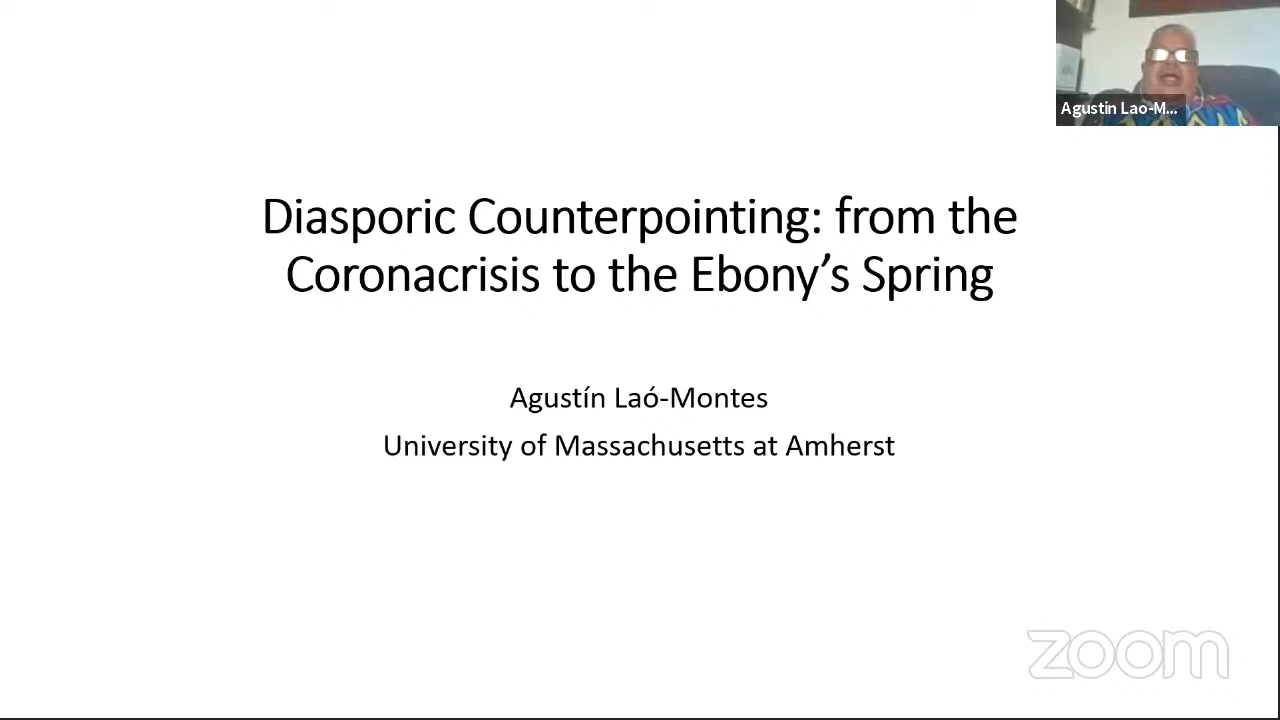 Agustin Lao-M...
Diasporic Counterpointing: from the
Coronacrisis to the Ebony’s Spring
Agustín Laó-Montes
University of Massachusetts at Amherst
zoom